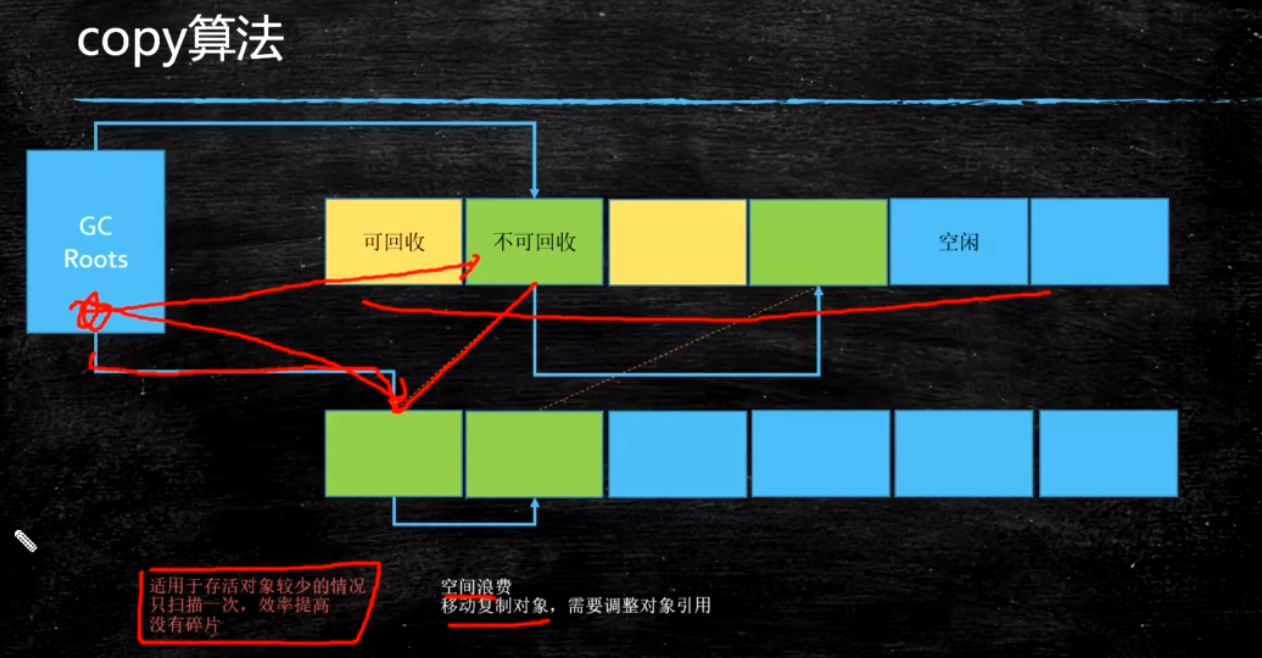 copy算法
GC
Roots
可回收
不可回收
空闲
适用于存活对象较少的情况
只扫描一次，效率提高
没有碎片
空间浪费
移动复制对象，需要调整对象引用